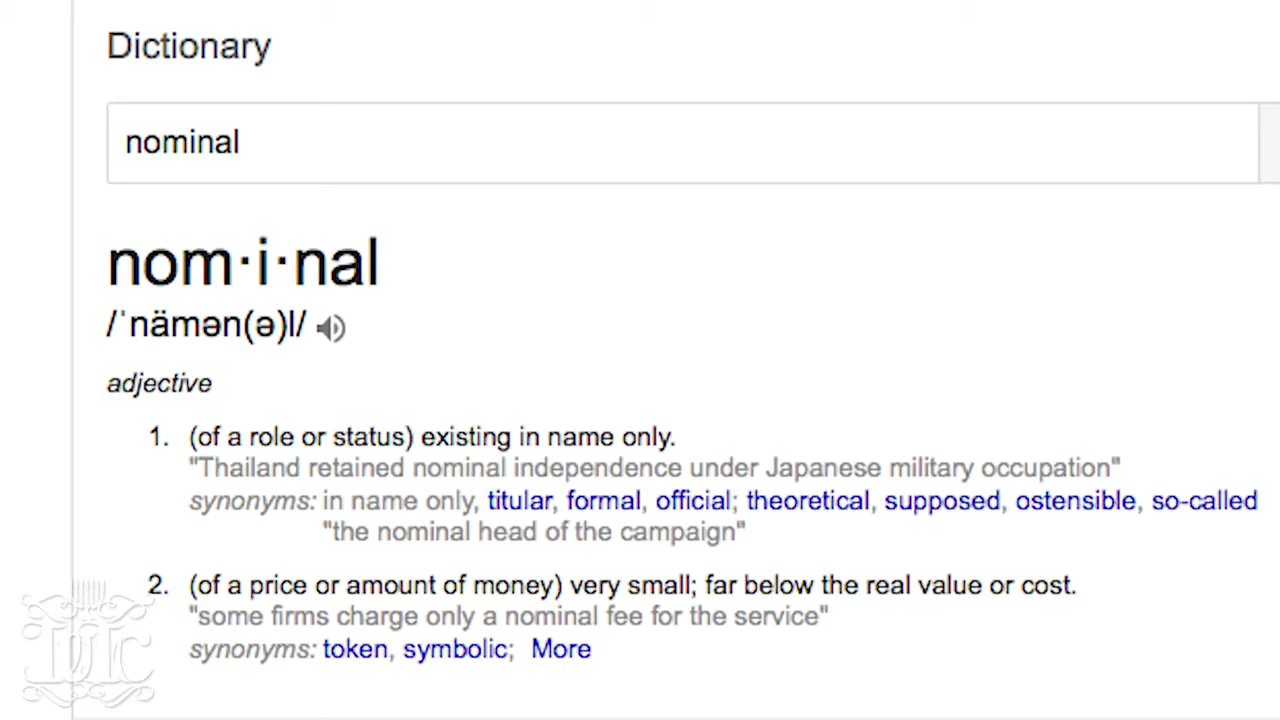 Dictionary
nominal
nom·i·nal
/ˈnämən(ə)l/
adjective
1. (of a role or status) existing in name only.
"Thailand retained nominal independence under Japanese military occupation"
synonyms: in name only, titular, formal, official; theoretical, supposed, ostensible, so-called
"the nominal head of the campaign"
2. (of a price or amount of money) very small; far below the real value or cost.
"some firms charge only a nominal fee for the service"
synonyms: token, symbolic; More